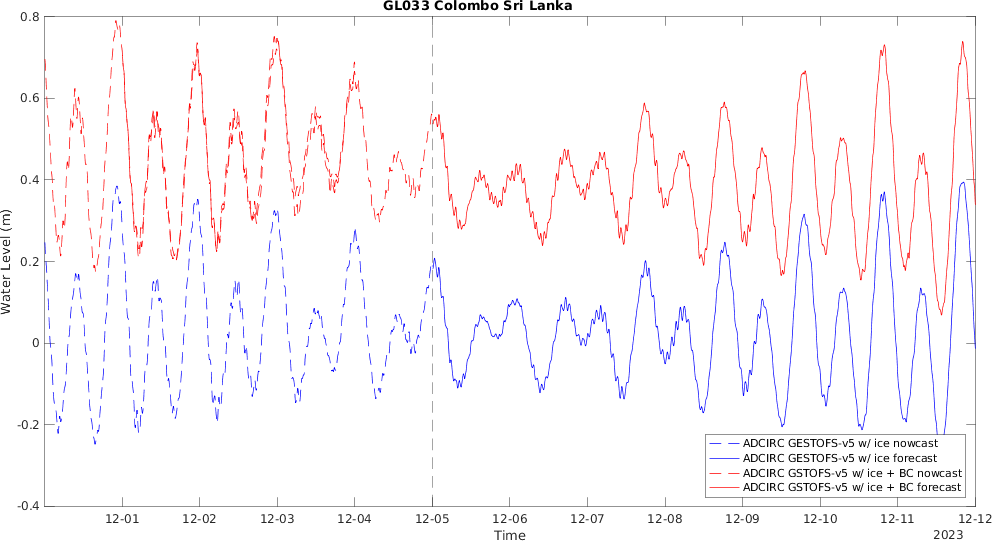 GL033 Colombo Sri Lanka
0.8
0.6
0.4
0.2
0
-0.2
-0.4
Water Level (m)
12-01 12-02 12-03 12-04 12-05 12-06 12-07 12-08 12-09 12-10 12-11 12-12
Time
2023
ADCIRC GESTOFS-v5 w/ ice nowcast
ADCIRC GESTOFS-v5 w/ ice forecast
ADCIRC GSTOFS-v5 w/ ice + BC nowcast
ADCIRC GSTOFS-v5 w/ ice + BC forecast